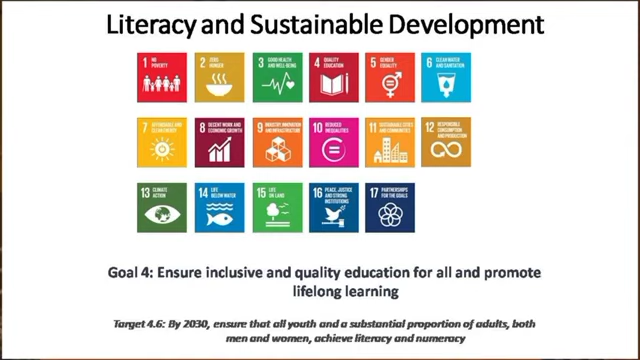 Literacy and Sustainable Development
1 NO POVERTY
2 ZERO HUNGER
3 GOOD HEALTH AND WELL-BEING
4 QUALITY EDUCATION
5 GENDER EQUALITY
6 CLEAN WATER AND SANITATION
7 AFFORDABLE AND CLEAN ENERGY
8 DECENT WORK AND ECONOMIC GROWTH
9 INDUSTRY, INNOVATION AND INFRASTRUCTURE
10 REDUCED INEQUALITIES
11 SUSTAINABLE CITIES AND COMMUNITIES
12 RESPONSIBLE CONSUMPTION AND PRODUCTION
13 CLIMATE ACTION
14 LIFE BELOW WATER
15 LIFE ON LAND
16 PEACE, JUSTICE AND STRONG INSTITUTIONS
17 PARTNERSHIPS FOR THE GOALS
Goal 4: Ensure inclusive and quality education for all and promote
lifelong learning
Target 4.6: By 2030, ensure that all youth and a substantial proportion of adults, both
men and women, achieve literacy and numeracy